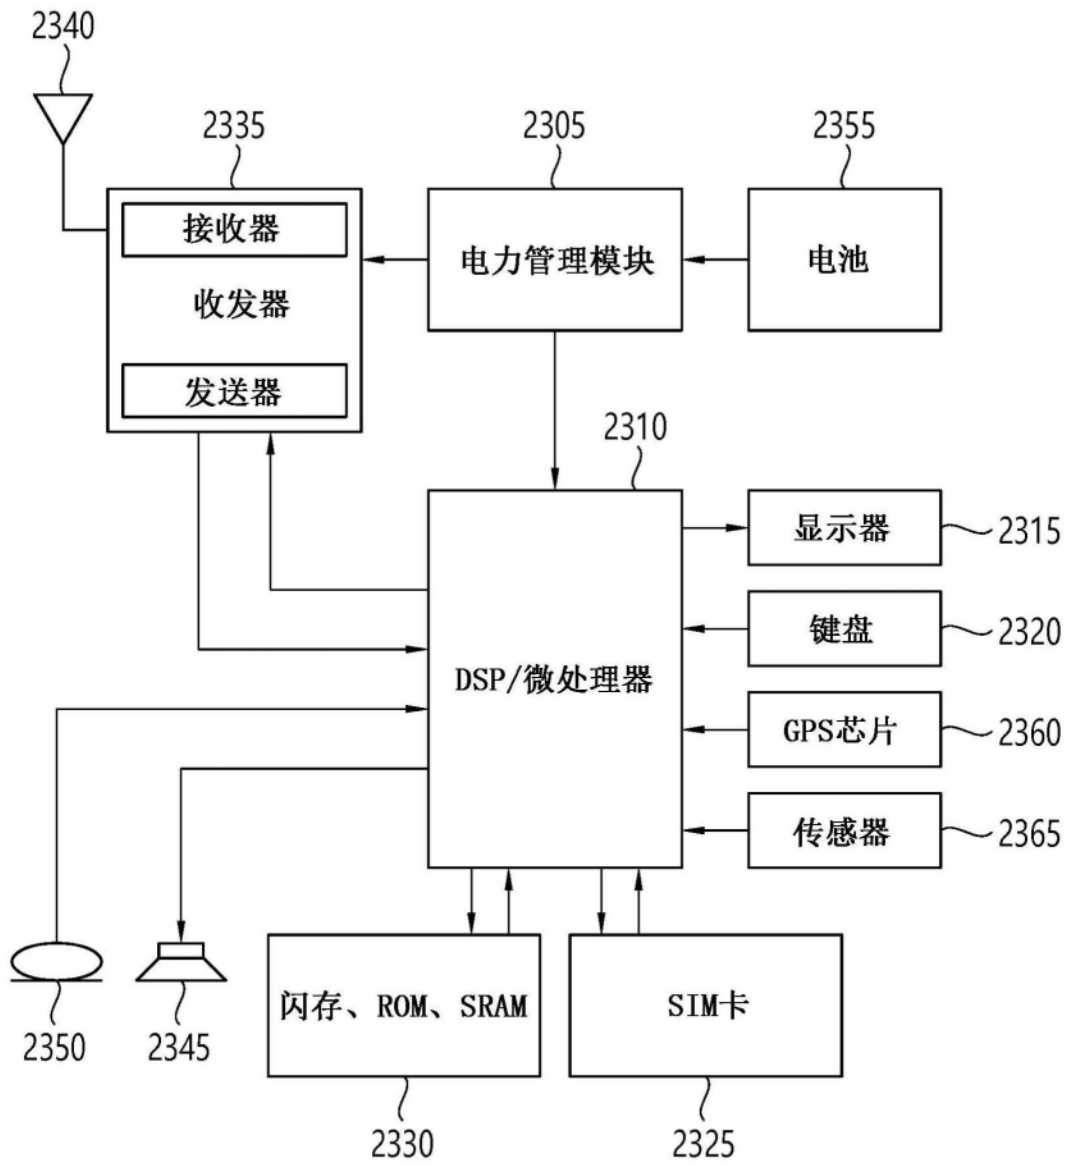 2340
2335
2305
2355
接收器
收发器
发送器
电力管理模块
电池
2310
显示器
2315
键盘
2320
DSP/微处理器
GPS芯片
2360
传感器
2365
2350
2345
闪存、ROM、SRAM
SIM卡
2330
2325